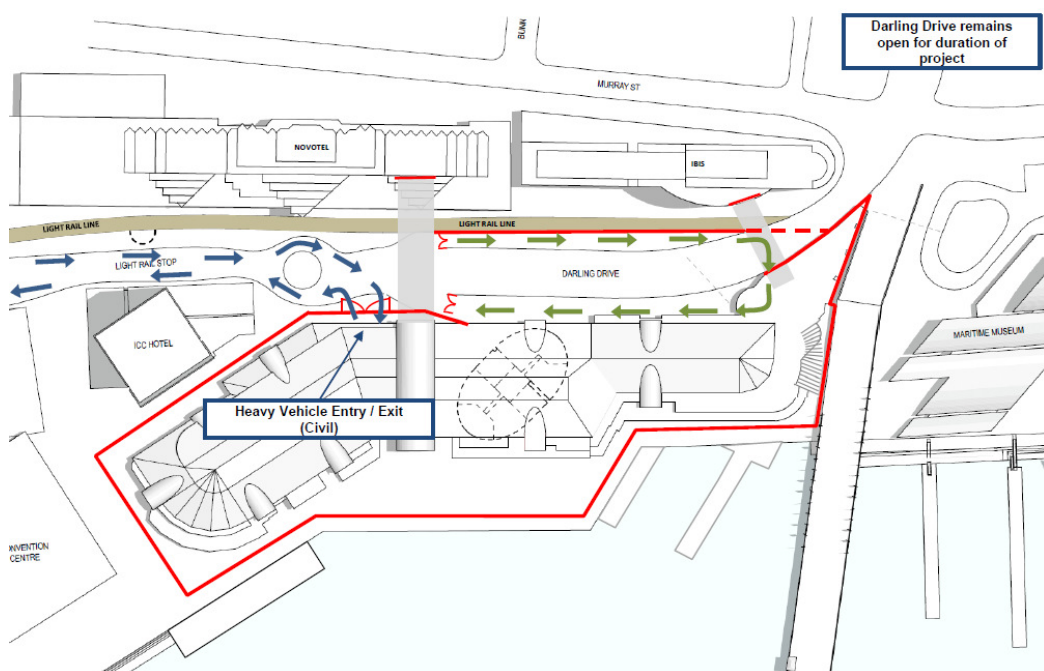 Darling Drive remains
open for duration of
project
BUNN
MURRAY ST
NOVOTEL
IBIS
LIGHT RAIL LINE
LIGHT RAIL LINE
LIGHT RAIL STOP
DARLING DRIVE
ICC HOTEL
MARITIME MUSEUM
Heavy Vehicle Entry / Exit
(Civil)
ONVENTION
CENTRE